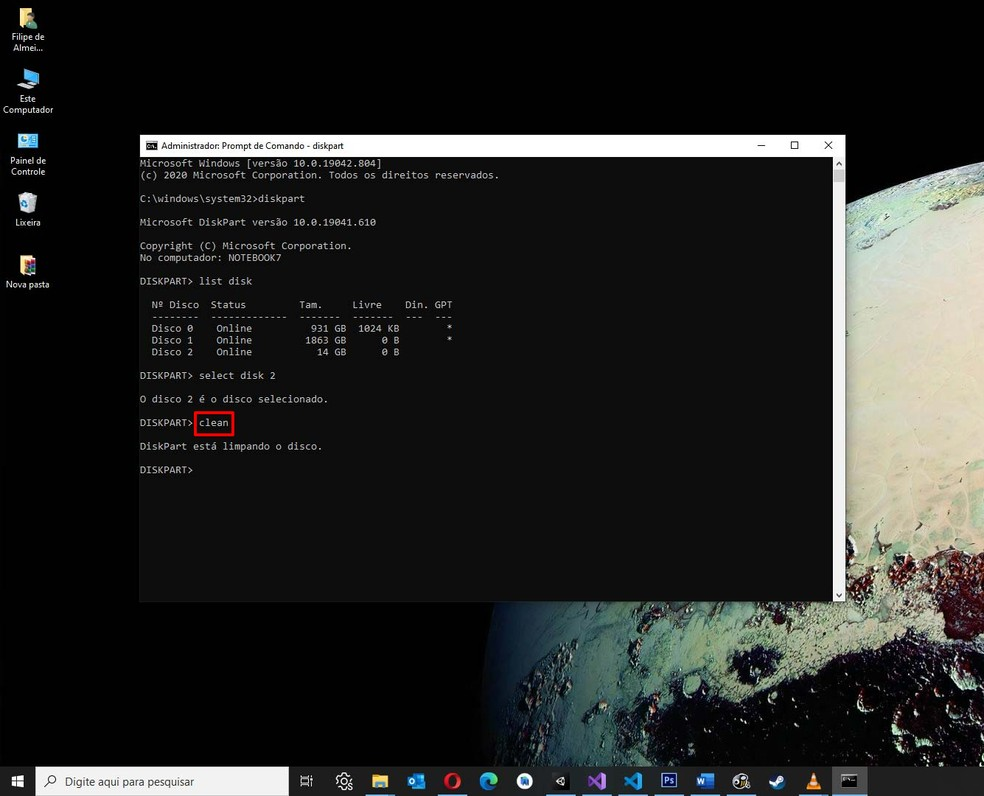 Filipe de
Almei...
Este
Computador
Painel de
Controle
Lixeira
Nova pasta
Administrador: Prompt de Comando - diskpart
Microsoft Windows [versão 10.0.19042.804]
(c) 2020 Microsoft Corporation. Todos os direitos reservados.
C:\windows\system32>diskpart
Microsoft DiskPart versão 10.0.19041.610
Copyright (C) Microsoft Corporation.
No computador: NOTEBOOK7
DISKPART> list disk
Nº Disco  Status         Tam.     Livre    Din.  GPT
--------  -------------  -------  -------  ---  ---
Disco 0    Online           931 GB  1024 KB        *
Disco 1    Online          1863 GB      0 B        *
Disco 2    Online            14 GB      0 B
DISKPART> select disk 2
O disco 2 é o disco selecionado.
DISKPART> clean
DiskPart está limpando o disco.
DISKPART>
Digite aqui para pesquisar
Ps